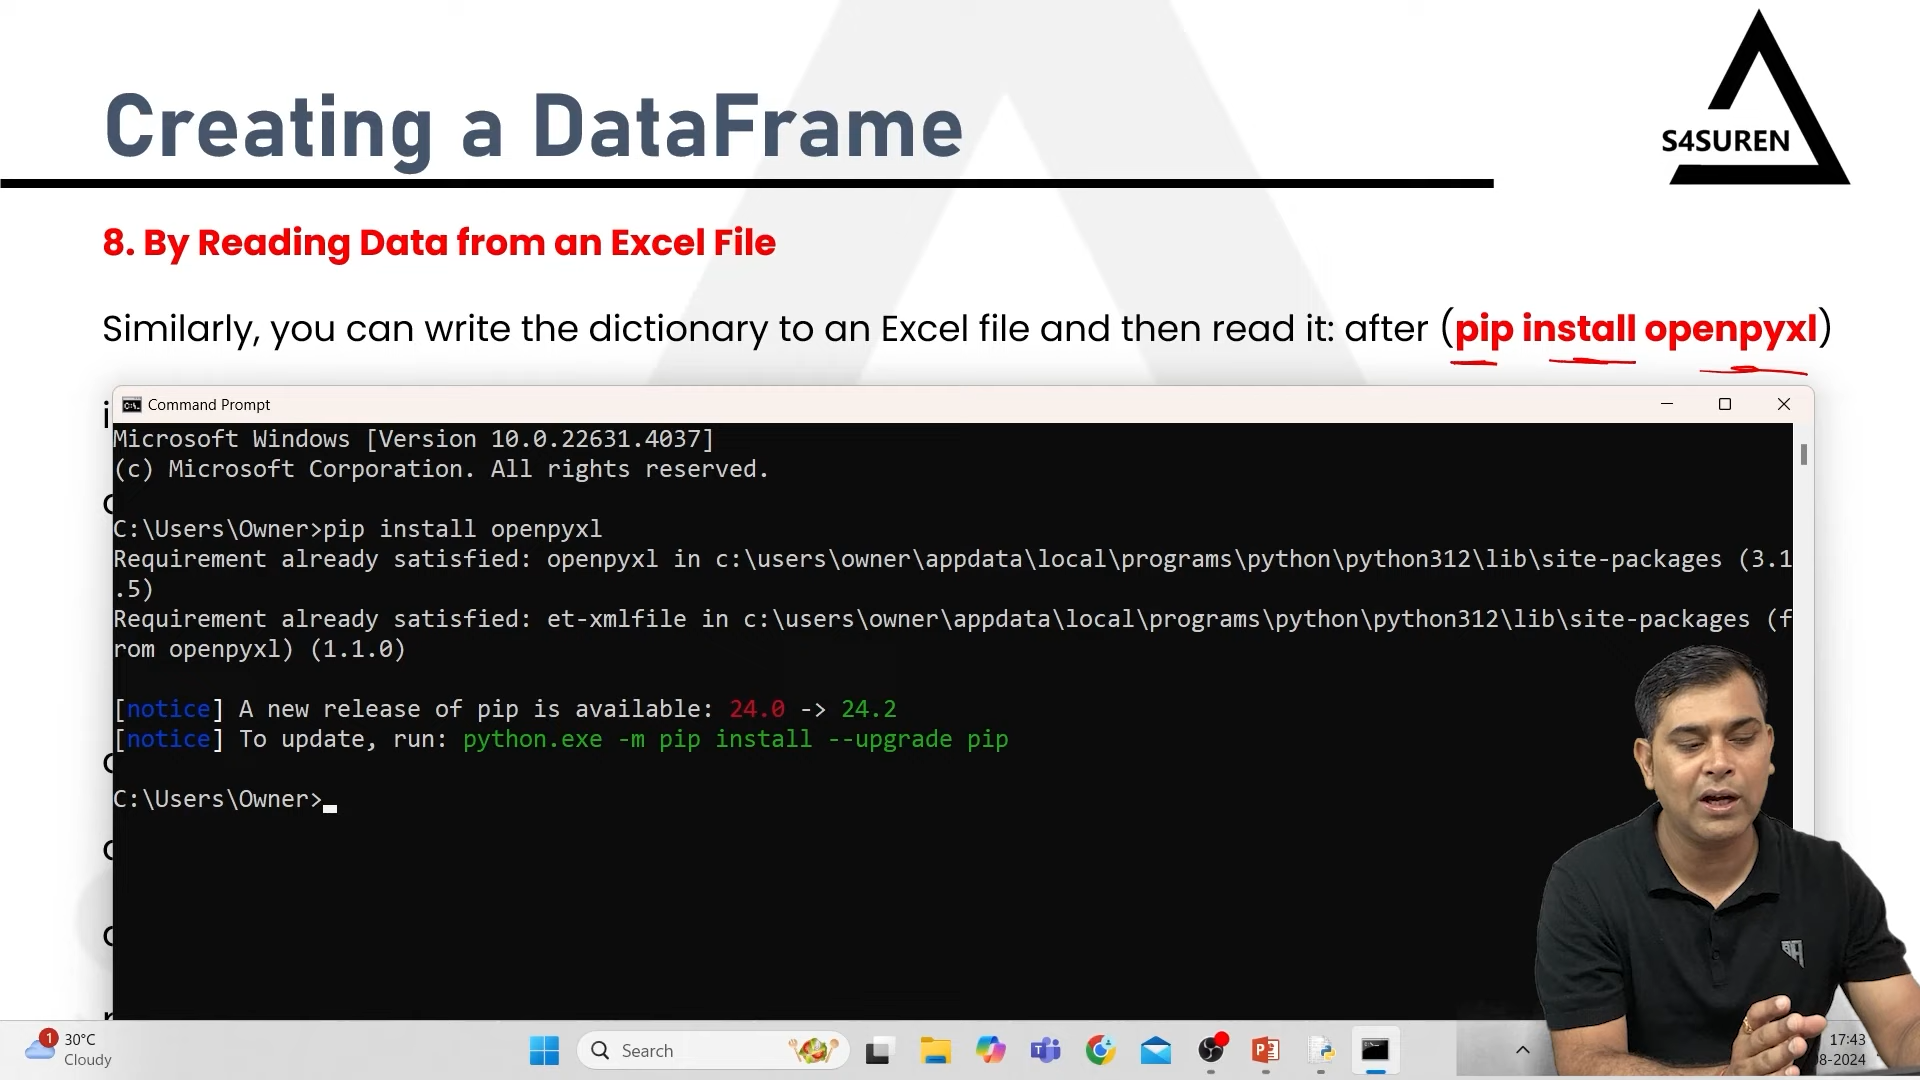 Creating a DataFrame
S4SUREN
8. By Reading Data from an Excel File
Similarly, you can write the dictionary to an Excel file and then read it: after (pip install openpyxl)
Command Prompt
Microsoft Windows [Version 10.0.22631.4037]
(c) Microsoft Corporation. All rights reserved.
C:\Users\Owner>pip install openpyxl
Requirement already satisfied: openpyxl in c:\users\owner\appdata\local\programs\python\python312\lib\site-packages (3.1
.5)
Requirement already satisfied: et-xmlfile in c:\users\owner\appdata\local\programs\python\python312\lib\site-packages (f
rom openpyxl) (1.1.0)
[notice] A new release of pip is available: 24.0 -> 24.2
[notice] To update, run: python.exe -m pip install --upgrade pip
C:\Users\Owner>
1
30°C
Cloudy
Search
17:43
8-2024